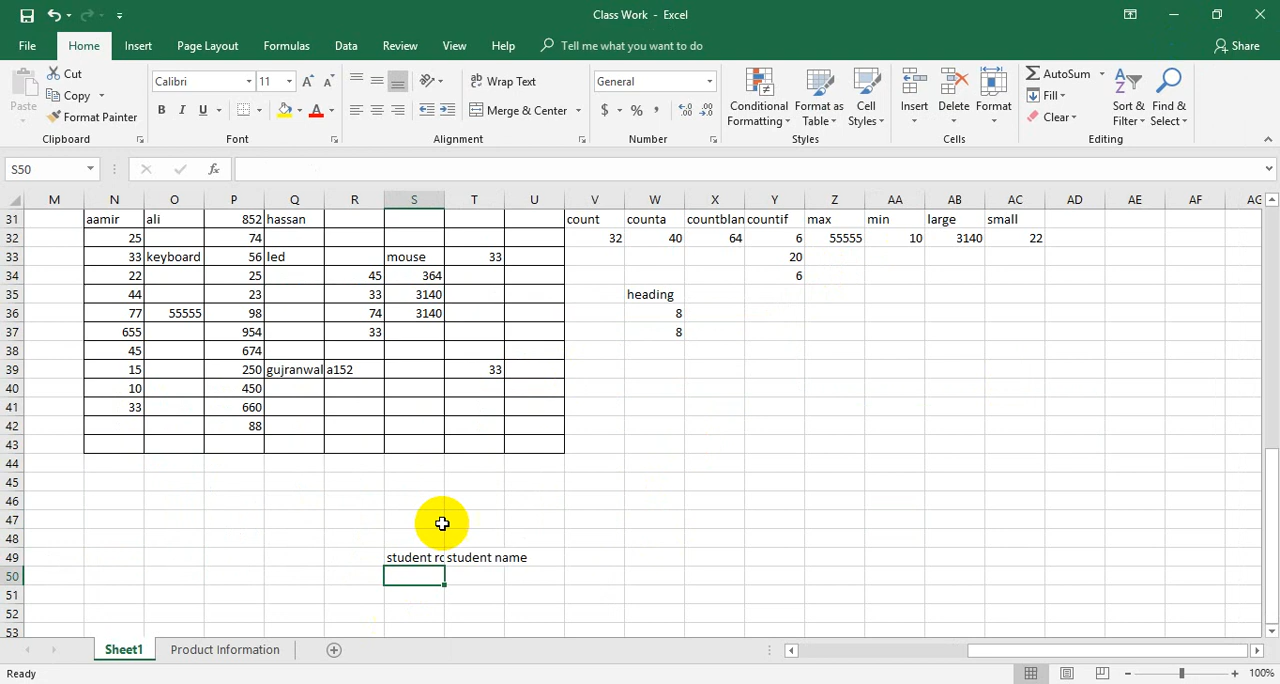 Class Work - Excel
File Home Insert Page Layout Formulas Data Review View Help Tell me what you want to do Share
Cut
Copy
Format Painter
Paste
Clipboard
Calibri 11
B I U
Font
Wrap Text
Merge & Center
Alignment
General
$ % ,
Number
Conditional Formatting
Format as Table
Cell Styles
Styles
Insert Delete Format
Cells
AutoSum
Fill
Clear
Sort & Filter
Find & Select
Editing
S50 fx
M N O P Q R S T U V W X Y Z AA AB AC AD AE AF AG
31 aamir ali 852 hassan count counta countblan countif max min large small
32 25 74 32 40 64 6 55555 10 3140 22
33 33 keyboard 56 led mouse 33 20
34 22 25 45 364 6
35 44 23 33 3140 heading
36 77 55555 98 74 3140 8
37 655 954 33 8
38 45 674
39 15 250 gujranwal a152 33
40 10 450
41 33 660
42 88
43
44
45
46
47
48
49 student ro student name
50
51
52
53
Sheet1 Product Information
Ready 100%